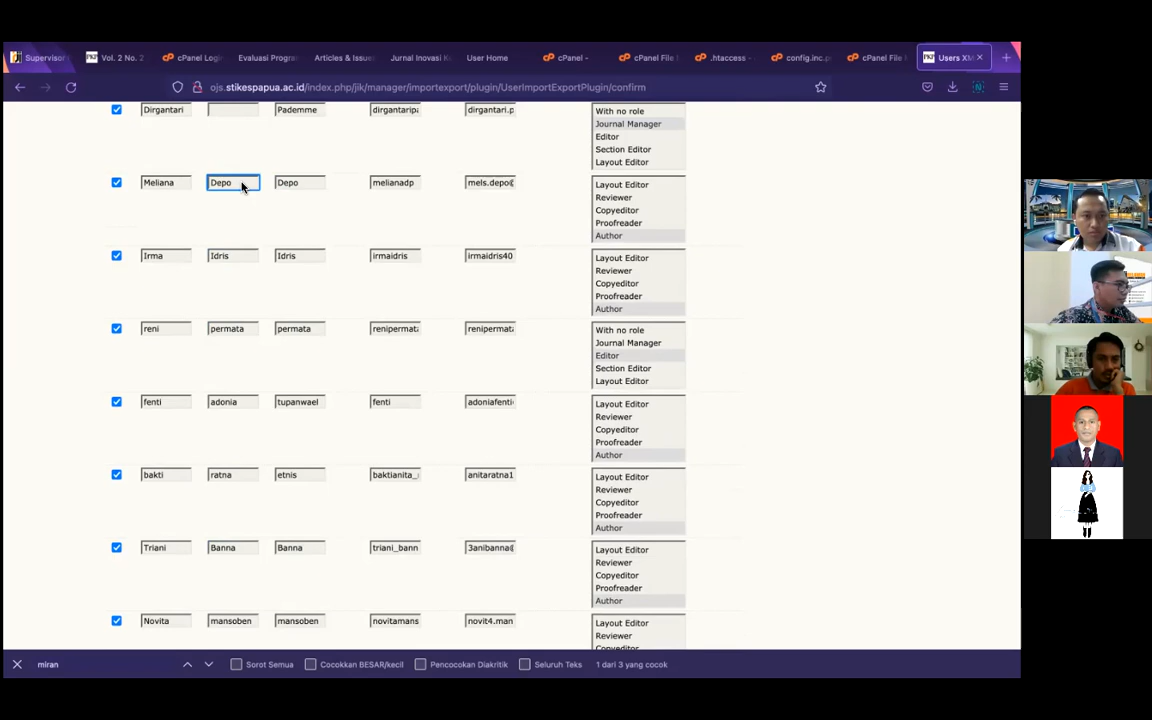 Supervisor
PKP Vol. 2 No. 2
cPanel Logi
Evaluasi Progra
Articles & Issue
Jurnal Inovasi K
User Home
cPanel -
cPanel File
.htaccess -
config.inc.p
cPanel File
PKP Users XM
ojs.stikespapua.ac.id/index.php/jik/manager/importexport/plugin/UserImportExportPlugin/confirm
Dirgantari Pademme dirgantaripa dirgantari.p
With no role
Journal Manager
Editor
Section Editor
Layout Editor
Meliana Depo Depo melianadp mels.depo@
Layout Editor
Reviewer
Copyeditor
Proofreader
Author
Irma Idris Idris irmaidris irmaidris40
Layout Editor
Reviewer
Copyeditor
Proofreader
Author
reni permata permata renipermata renipermata
With no role
Journal Manager
Editor
Section Editor
Layout Editor
fenti adonia tupanwael fenti adoniafenti
Layout Editor
Reviewer
Copyeditor
Proofreader
Author
bakti ratna etnis baktianita_ anitaratna1
Layout Editor
Reviewer
Copyeditor
Proofreader
Author
Triani Banna Banna triani_bann 3anibanna@
Layout Editor
Reviewer
Copyeditor
Proofreader
Author
Novita mansoben mansoben novitamans novit4.man
Layout Editor
Reviewer
Copyeditor
miran
Sorot Semua
Cocokkan BESAR/kecil
Pencocokan Diakritik
Seluruh Teks
1 dari 3 yang cocok